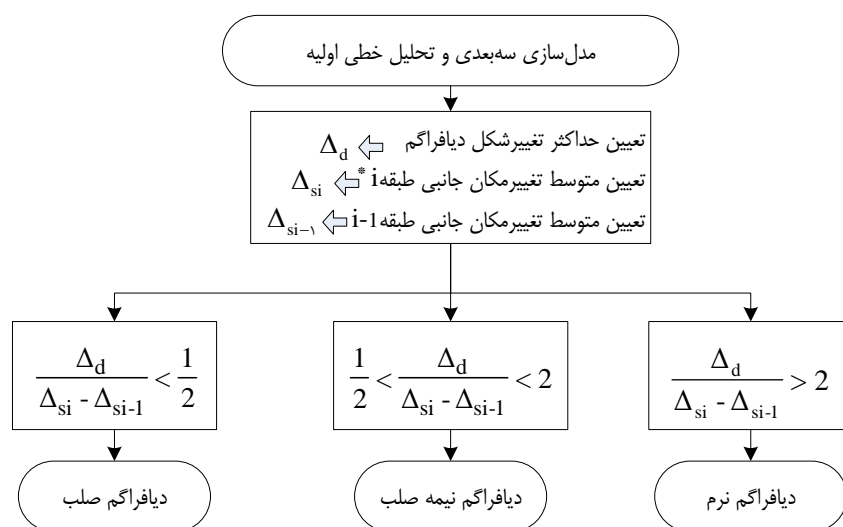 مدل‌سازی سه‌بعدی و تحلیل خطی اولیه
تعیین حداکثر تغییرشکل دیافراگم ⇦ Δd
تعیین متوسط تغییرمکان جانبی طبقه i* ⇦ Δsi
تعیین متوسط تغییرمکان جانبی طبقه i-1 ⇦ Δsi-۱
Δd / (Δsi - Δsi-1) > 2
1/2 < Δd / (Δsi - Δsi-1) < 2
Δd / (Δsi - Δsi-1) < 1/2
دیافراگم نرم
دیافراگم نیمه صلب
دیافراگم صلب